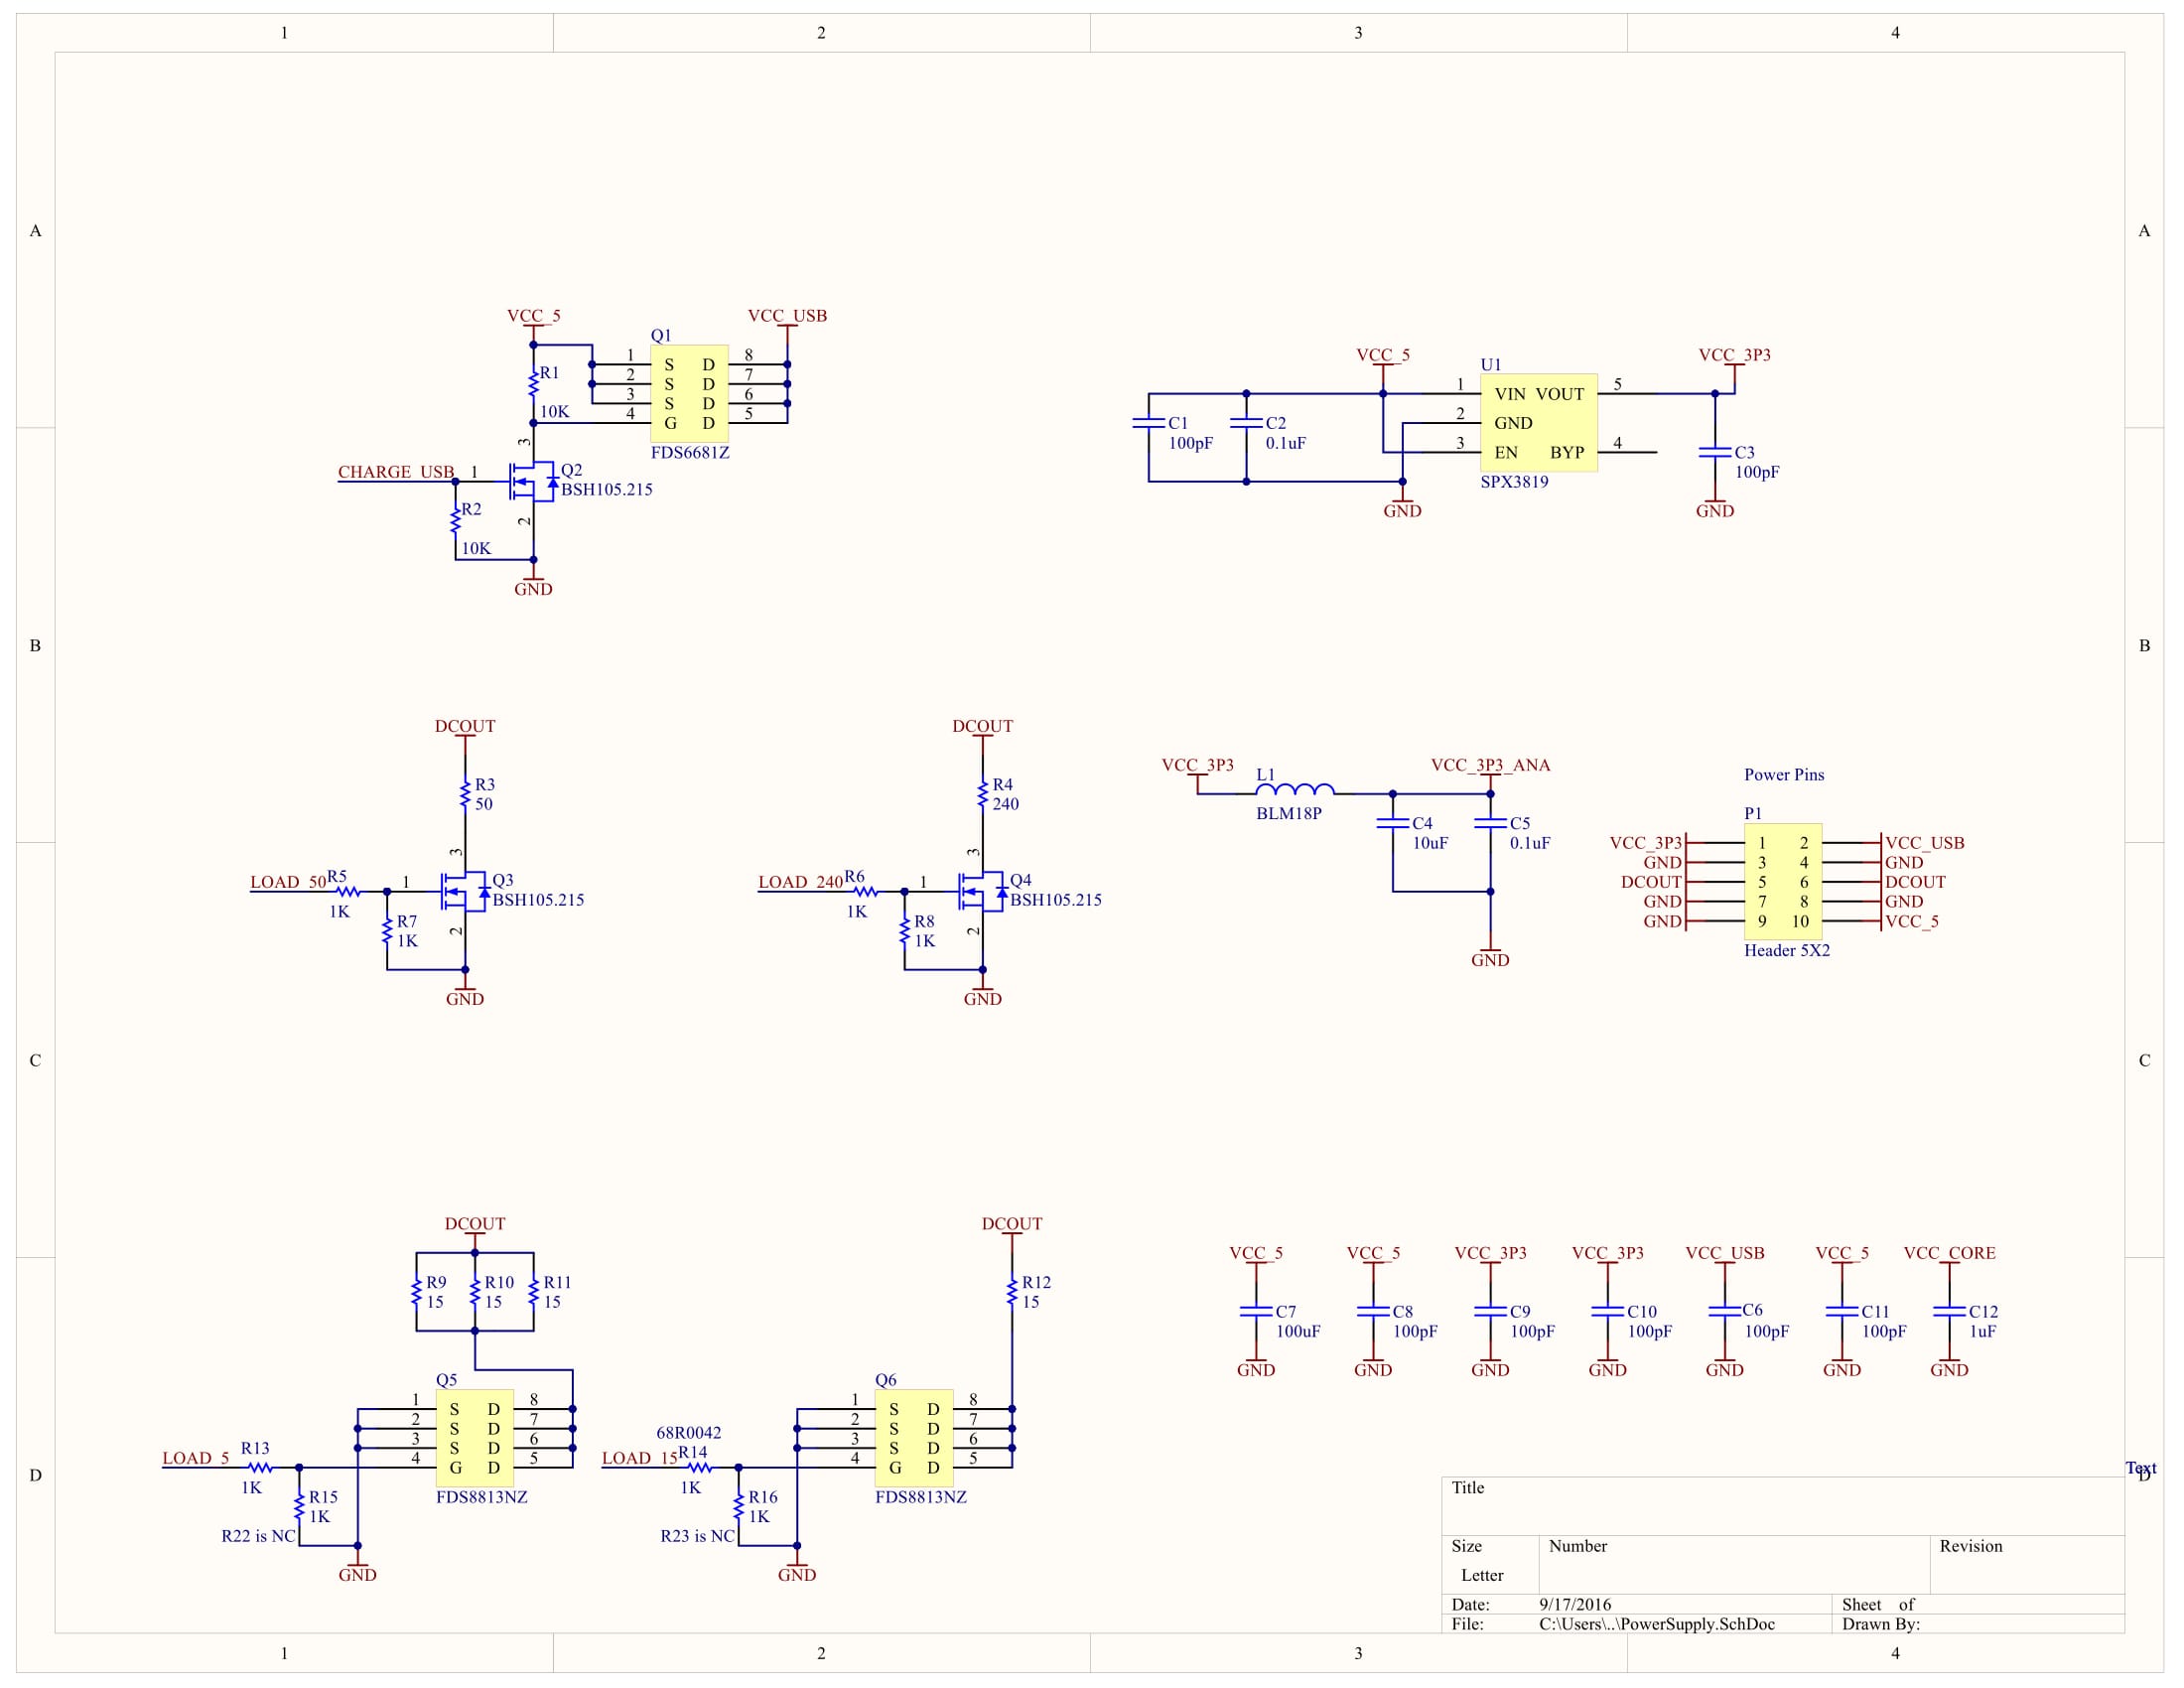 1 2 3 4
A A
VCC_5 VCC_USB
Q1
R1
10K
1 S D 8
2 S D 7
3 S D 6
4 G D 5
FDS6681Z
3
CHARGE_USB 1
Q2
BSH105.215
R2
10K
2
GND
VCC_5 VCC_3P3
U1
1 VIN VOUT 5
2 GND
3 EN BYP 4
SPX3819
C1
100pF
C2
0.1uF
C3
100pF
GND GND
B B
DCOUT
R3
50
3
LOAD_50 R5
1K
1
Q3
BSH105.215
R7
1K
2
GND
DCOUT
R4
240
3
LOAD_240 R6
1K
1
Q4
BSH105.215
R8
1K
2
GND
VCC_3P3 L1 VCC_3P3_ANA
BLM18P
C4
10uF
C5
0.1uF
GND
Power Pins
P1
VCC_3P3 1 2 VCC_USB
GND 3 4 GND
DCOUT 5 6 DCOUT
GND 7 8 GND
GND 9 10 VCC_5
Header 5X2
C C
DCOUT
R9
15
R10
15
R11
15
Q5
1 S D 8
2 S D 7
3 S D 6
4 G D 5
FDS8813NZ
LOAD_5 R13
1K
R15
1K
R22 is NC
GND
DCOUT
R12
15
Q6
1 S D 8
2 S D 7
3 S D 6
4 G D 5
FDS8813NZ
68R0042
LOAD_15 R14
1K
R16
1K
R23 is NC
GND
VCC_5 VCC_5 VCC_3P3 VCC_3P3 VCC_USB VCC_5 VCC_CORE
C7 C8 C9 C10 C6 C11 C12
100uF 100pF 100pF 100pF 100pF 100pF 1uF
GND GND GND GND GND GND GND
D D
Text
Title
Size Number Revision
Letter
Date: 9/17/2016 Sheet of
File: C:\Users\..\PowerSupply.SchDoc Drawn By:
1 2 3 4